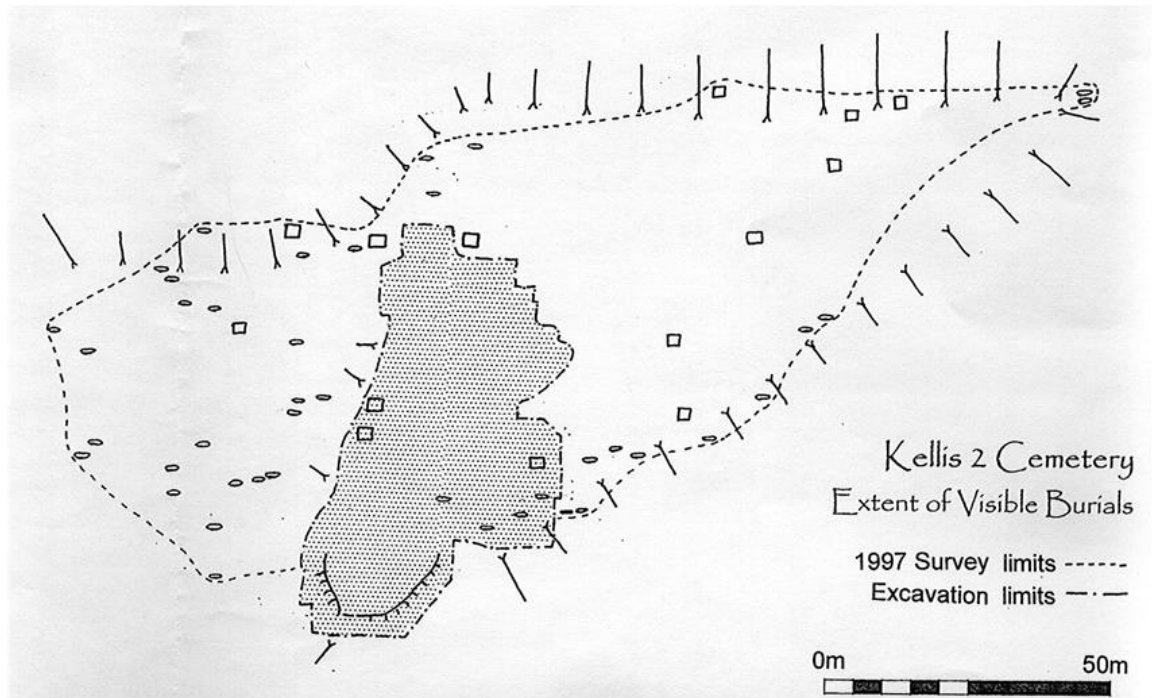 Kellis 2 Cemetery
Extent of Visible Burials
1997 Survey limits
Excavation limits
0m 50m